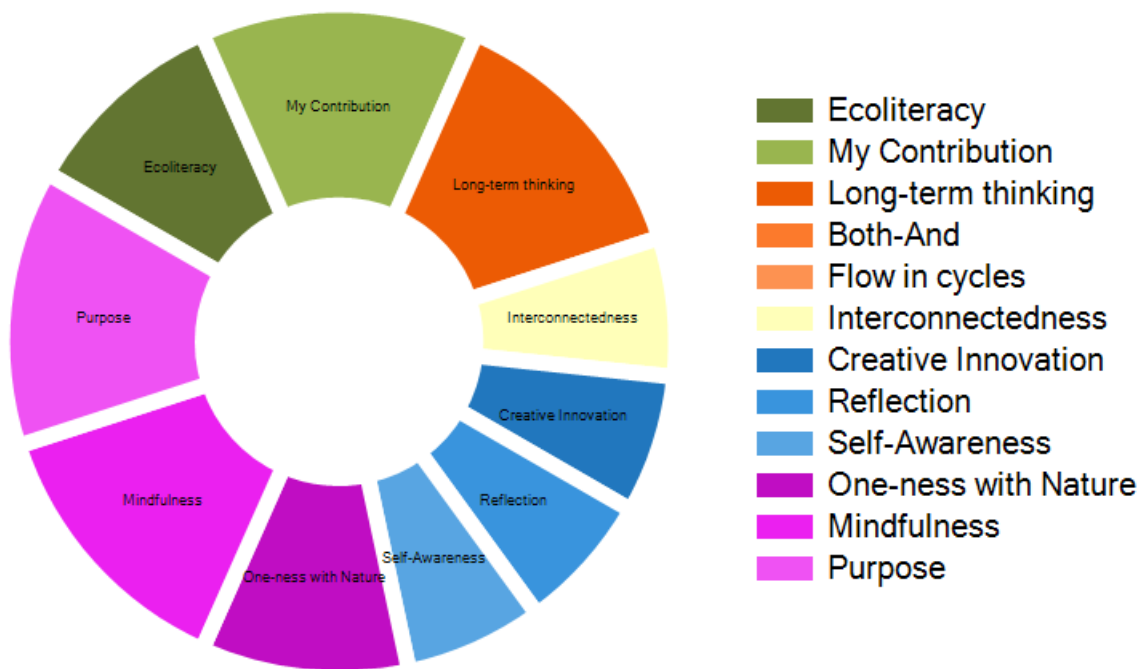 My Contribution
Ecoliteracy
Long-term thinking
Purpose
Interconnectedness
Creative Innovation
Mindfulness
Reflection
Self-Awareness
One-ness with Nature
Ecoliteracy
My Contribution
Long-term thinking
Both-And
Flow in cycles
Interconnectedness
Creative Innovation
Reflection
Self-Awareness
One-ness with Nature
Mindfulness
Purpose